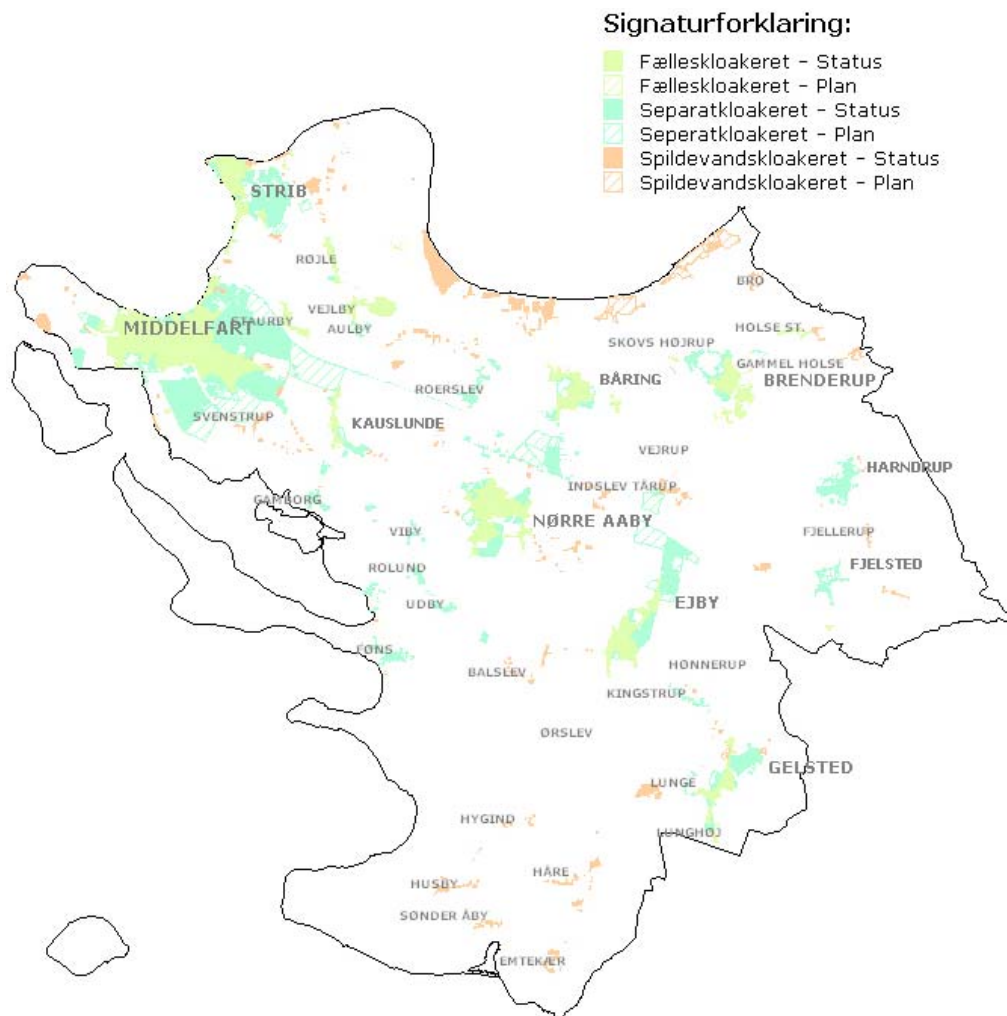 Signaturforklaring:
Fælleskloakeret - Status
Fælleskloakeret - Plan
Separatkloakeret - Status
Seperatkloakeret - Plan
Spildevandskloakeret - Status
Spildevandskloakeret - Plan
STRIB
RØJLE
BRO
VEJLBY
STAURBY
MIDDELFART
AULBY
HOLSE ST.
SKOVS HØJRUP
GAMMEL HOLSE
BÅRING
BRENDERUP
ROERSLEV
SVENSTRUP
KAUSLUNDE
VEJRUP
HARNDRUP
INDSLEV TÅRUP
GAMBORG
NØRRE AABY
VIBY
FJELLERUP
ROLUND
FJELSTED
UDBY
EJBY
FØNS
HØNNERUP
BALSLEV
KINGSTRUP
ØRSLEV
GELSTED
LUNGE
HYGIND
LUNGHØJ
HÅRE
HUSBY
SØNDER ÅBY
EMTEKÆR